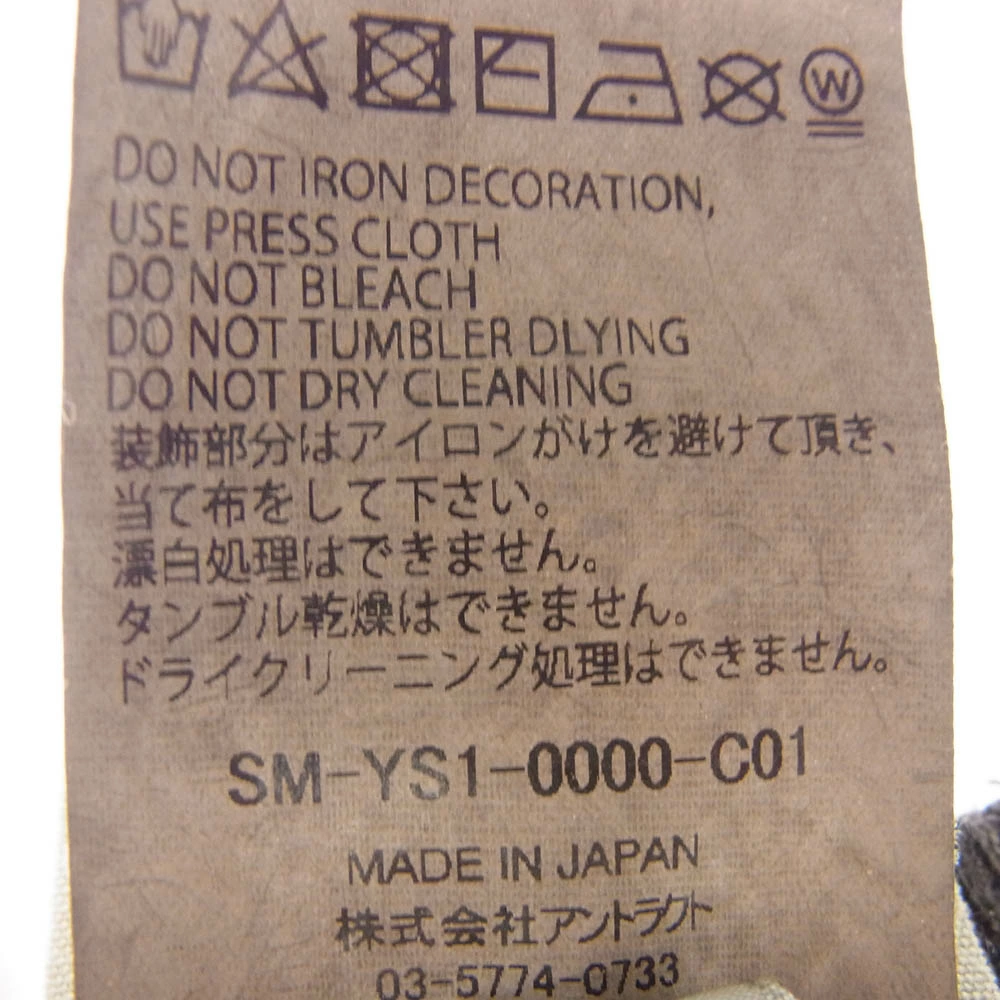 W
DO NOT IRON DECORATION,
USE PRESS CLOTH
DO NOT BLEACH
DO NOT TUMBLER DLYING
DO NOT DRY CLEANING
装飾部分はアイロンがけを避けて頂き、
当て布をして下さい。
漂白処理はできません。
タンブル乾燥はできません。
ドライクリーニング処理はできません。
SM-YS1-0000-C01
MADE IN JAPAN
株式会社アントラクト
03-5774-0733